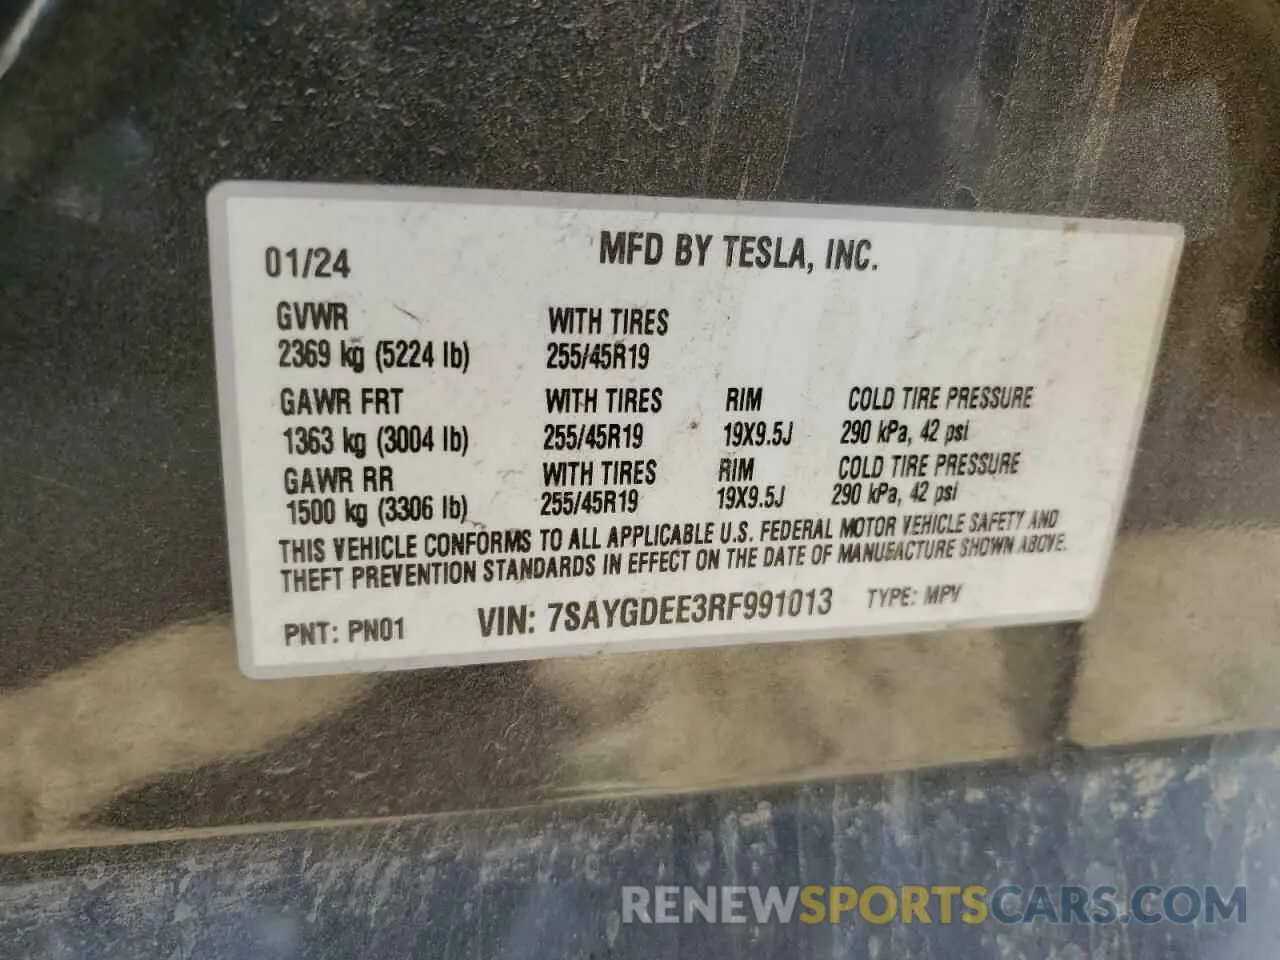 01/24 MFD BY TESLA, INC.
GVWR WITH TIRES
2369 kg (5224 lb) 255/45R19
GAWR FRT WITH TIRES RIM COLD TIRE PRESSURE
1363 kg (3004 lb) 255/45R19 19X9.5J 290 kPa, 42 psi
GAWR RR WITH TIRES RIM COLD TIRE PRESSURE
1500 kg (3306 lb) 255/45R19 19X9.5J 290 kPa, 42 psi
THIS VEHICLE CONFORMS TO ALL APPLICABLE U.S. FEDERAL MOTOR VEHICLE SAFETY AND
THEFT PREVENTION STANDARDS IN EFFECT ON THE DATE OF MANUFACTURE SHOWN ABOVE.
PNT: PN01 VIN: 7SAYGDEE3RF991013 TYPE: MPV
RENEWSPORTSCARS.COM